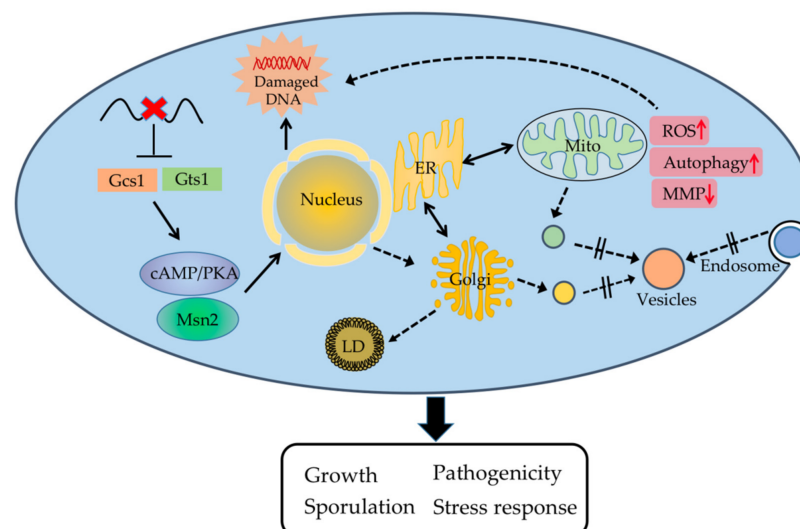 Damaged
DNA
Gcs1
Gts1
Nucleus
ER
Mito
ROS
Autophagy
MMP
cAMP/PKA
Msn2
Golgi
LD
Endosome
Vesicles
Growth
Pathogenicity
Sporulation
Stress response